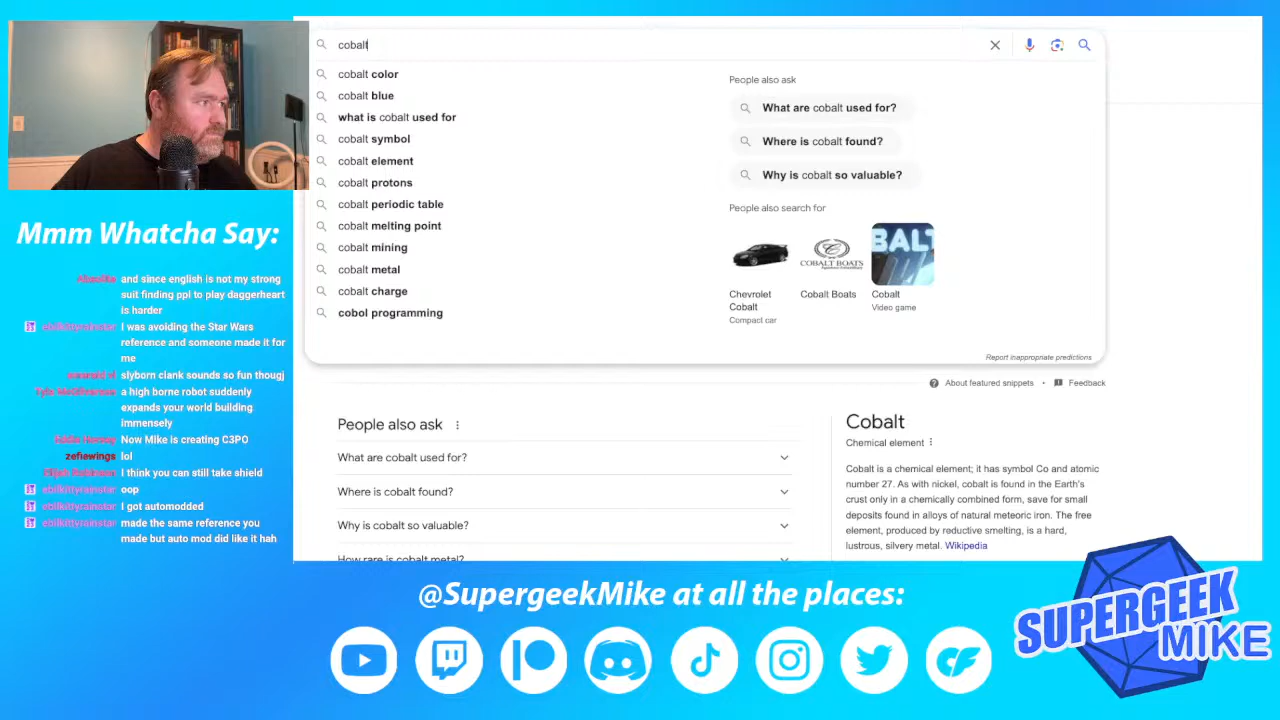 cobalt
cobalt color
cobalt blue
what is cobalt used for
cobalt symbol
cobalt element
cobalt protons
cobalt periodic table
cobalt melting point
cobalt mining
cobalt metal
cobalt charge
cobol programming
People also ask
What are cobalt used for?
Where is cobalt found?
Why is cobalt so valuable?
People also search for
BALT
COBALT BOATS
Chevrolet
Cobalt
Compact car
Cobalt Boats
Cobalt
Video game
Report inappropriate predictions
About featured snippets • Feedback
People also ask
What are cobalt used for?
Where is cobalt found?
Why is cobalt so valuable?
How rare is cobalt metal?
Cobalt
Chemical element
Cobalt is a chemical element; it has symbol Co and atomic
number 27. As with nickel, cobalt is found in the Earth's
crust only in a chemically combined form, save for small
deposits found in alloys of natural meteoric iron. The free
element, produced by reductive smelting, is a hard,
lustrous, silvery metal. Wikipedia
Mmm Whatcha Say:
and since english is not my strong
suit finding ppl to play daggerheart
is harder
I was avoiding the Star Wars
reference and someone made it for
me
slyborn clank sounds so fun thougj
a high borne robot suddenly
expands your world building
immensely
Now Mike is creating C3PO
zefiewings lol
I think you can still take shield
oop
I got automodded
made the same reference you
made but auto mod did like it hah
@SupergeekMike at all the places:
SUPERGEEK
MIKE